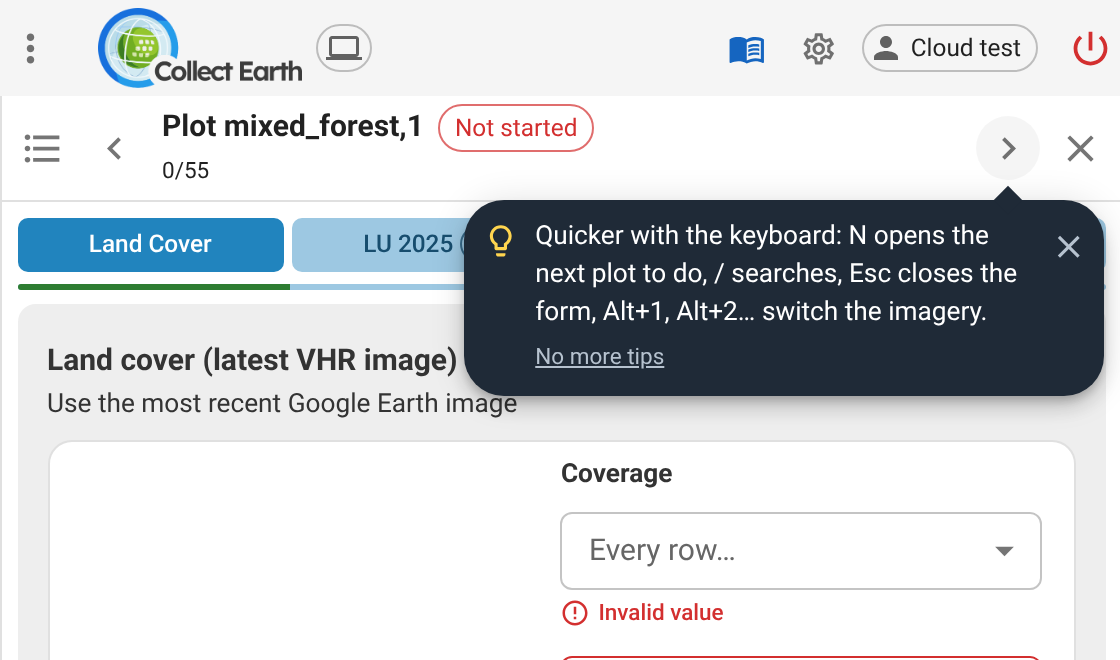 Collect Earth
Cloud test
Plot mixed_forest,1
Not started
0/55
Land Cover
LU 2025
Quicker with the keyboard: N opens the
next plot to do, / searches, Esc closes the
form, Alt+1, Alt+2… switch the imagery.
No more tips
Land cover (latest VHR image)
Use the most recent Google Earth image
Coverage
Every row…
Invalid value